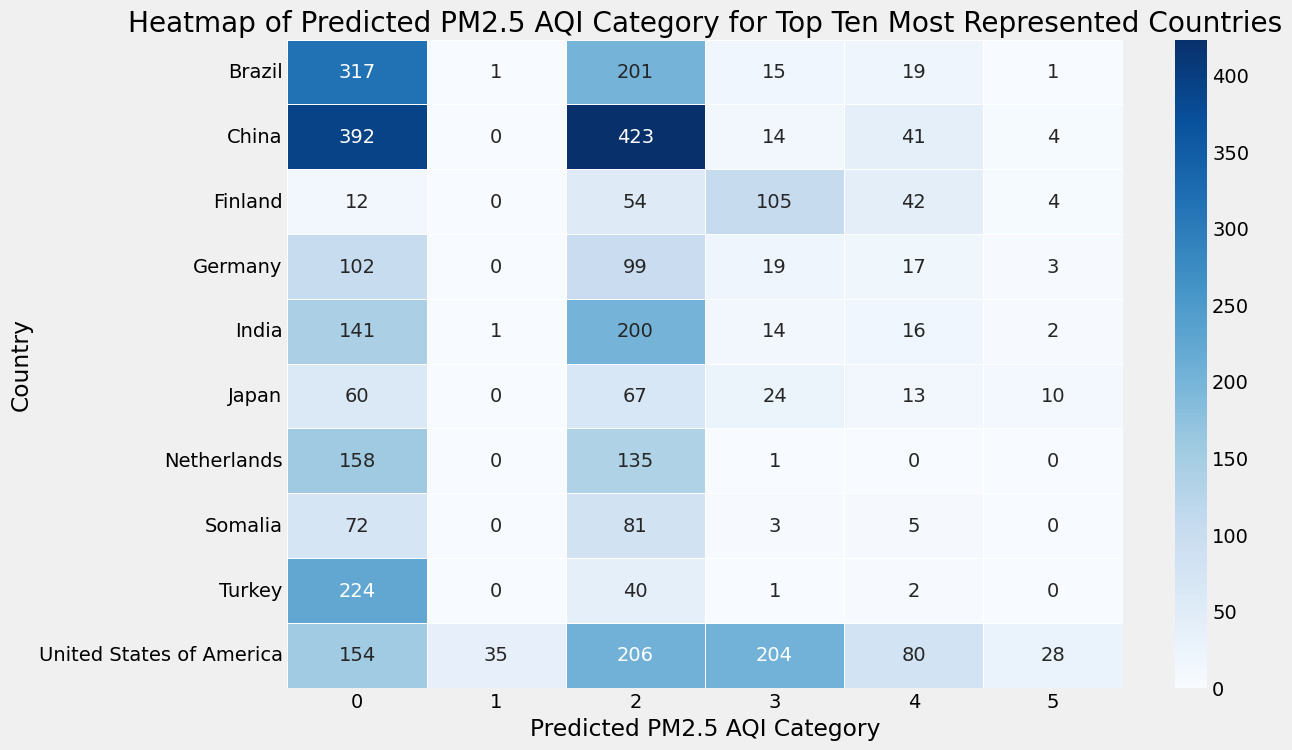 Heatmap of Predicted PM2.5 AQI Category for Top Ten Most Represented Countries
Country
Brazil 317 1 201 15 19 1
China 392 0 423 14 41 4
Finland 12 0 54 105 42 4
Germany 102 0 99 19 17 3
India 141 1 200 14 16 2
Japan 60 0 67 24 13 10
Netherlands 158 0 135 1 0 0
Somalia 72 0 81 3 5 0
Turkey 224 0 40 1 2 0
United States of America 154 35 206 204 80 28
0 1 2 3 4 5
Predicted PM2.5 AQI Category
400
350
300
250
200
150
100
50
0